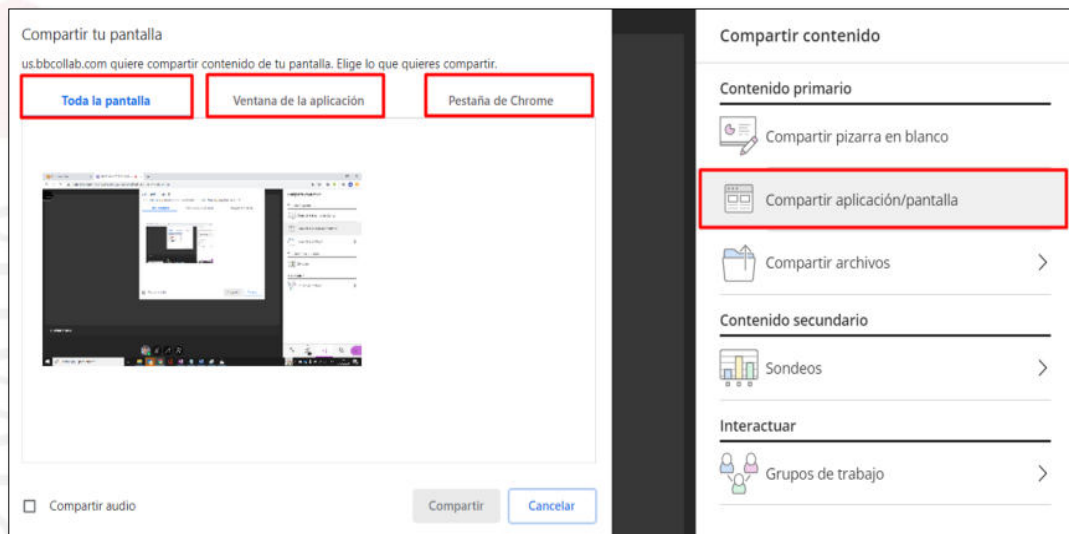 Compartir tu pantalla
us.bbcollab.com quiere compartir contenido de tu pantalla. Elige lo que quieres compartir.
Toda la pantalla
Ventana de la aplicación
Pestaña de Chrome
Compartir audio
Compartir
Cancelar
Compartir contenido
Contenido primario
Compartir pizarra en blanco
Compartir aplicación/pantalla
Compartir archivos
Contenido secundario
Sondeos
Interactuar
Grupos de trabajo